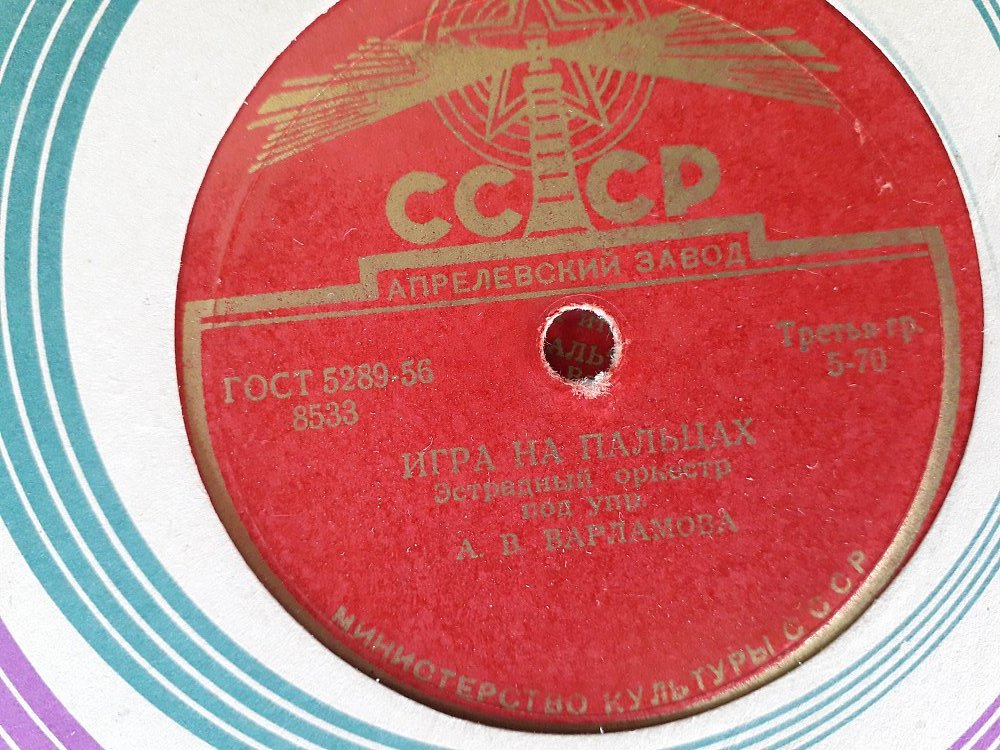 СССР
АПРЕЛЕВСКИЙ ЗАВОД
ГОСТ 5289-56
8533
Третья гр.
5-70
ИГРА НА ПАЛЬЦАХ
Эстрадный оркестр
под упр.
А. В. ВАРЛАМОВА
МИНИСТЕРСТВО КУЛЬТУРЫ СССР